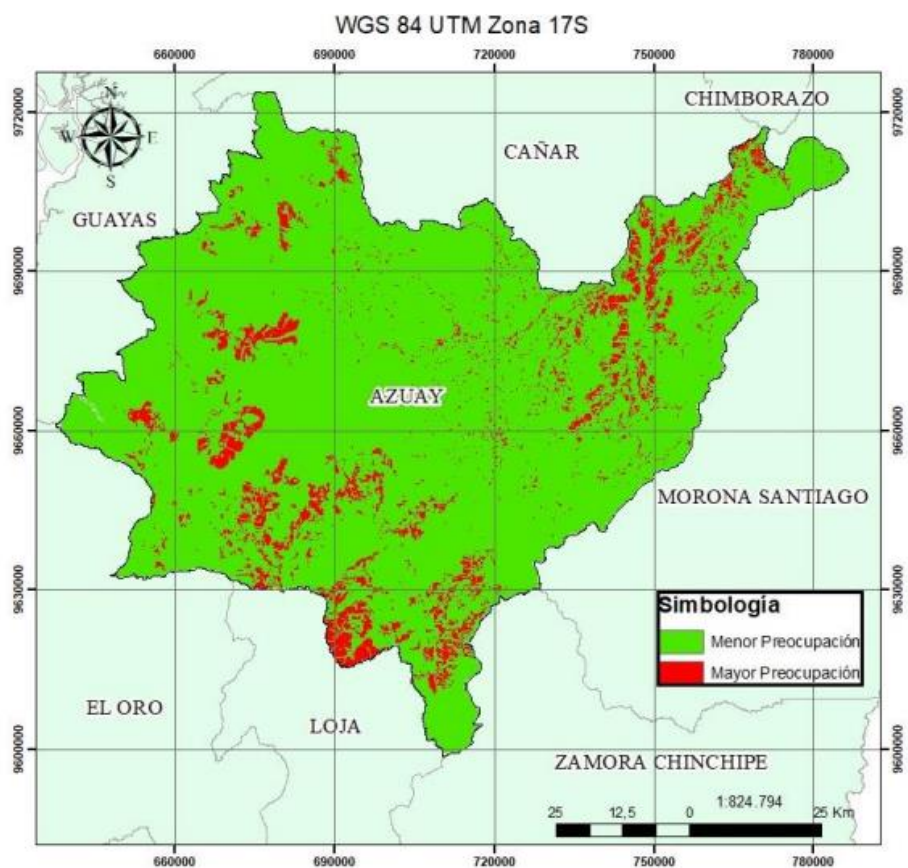 WGS 84 UTM Zona 17S
660000 690000 720000 750000 780000
9720000 9720000
9690000 9690000
9660000 9660000
9630000 9630000
9600000 9600000
N
W E
S
CHIMBORAZO
CAÑAR
GUAYAS
AZUAY
MORONA SANTIAGO
Simbología
Menor Preocupación
Mayor Preocupación
EL ORO
LOJA
ZAMORA CHINCHIPE
1:824.794
25 12,5 0 25 Km
660000 690000 720000 750000 780000